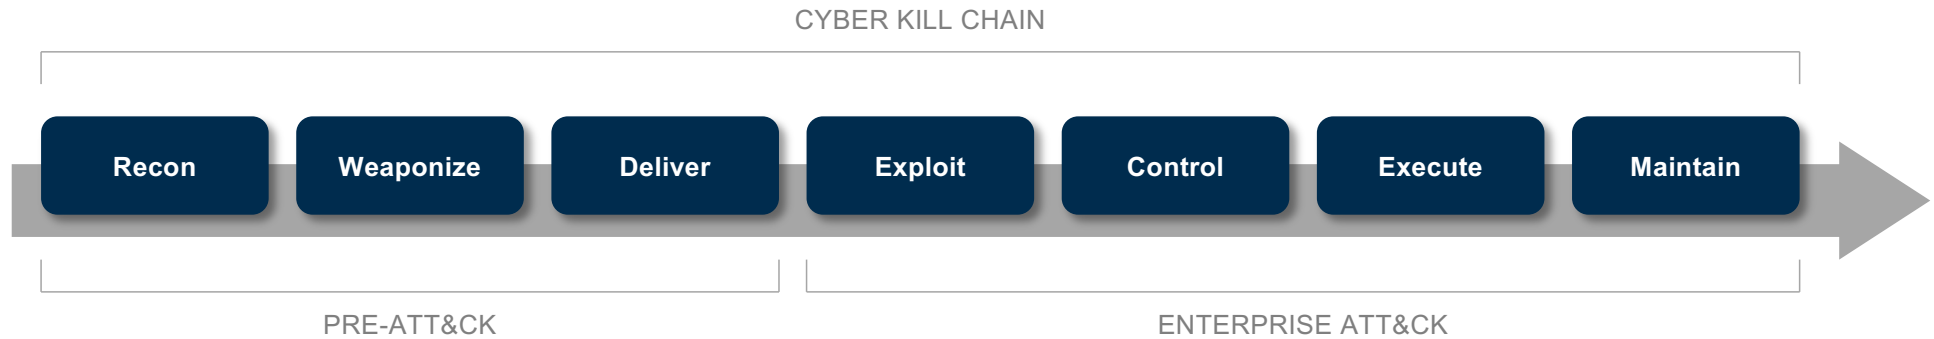 CYBER KILL CHAIN
Recon
Weaponize
Deliver
Exploit
Control
Execute
Maintain
PRE-ATT&CK
ENTERPRISE ATT&CK